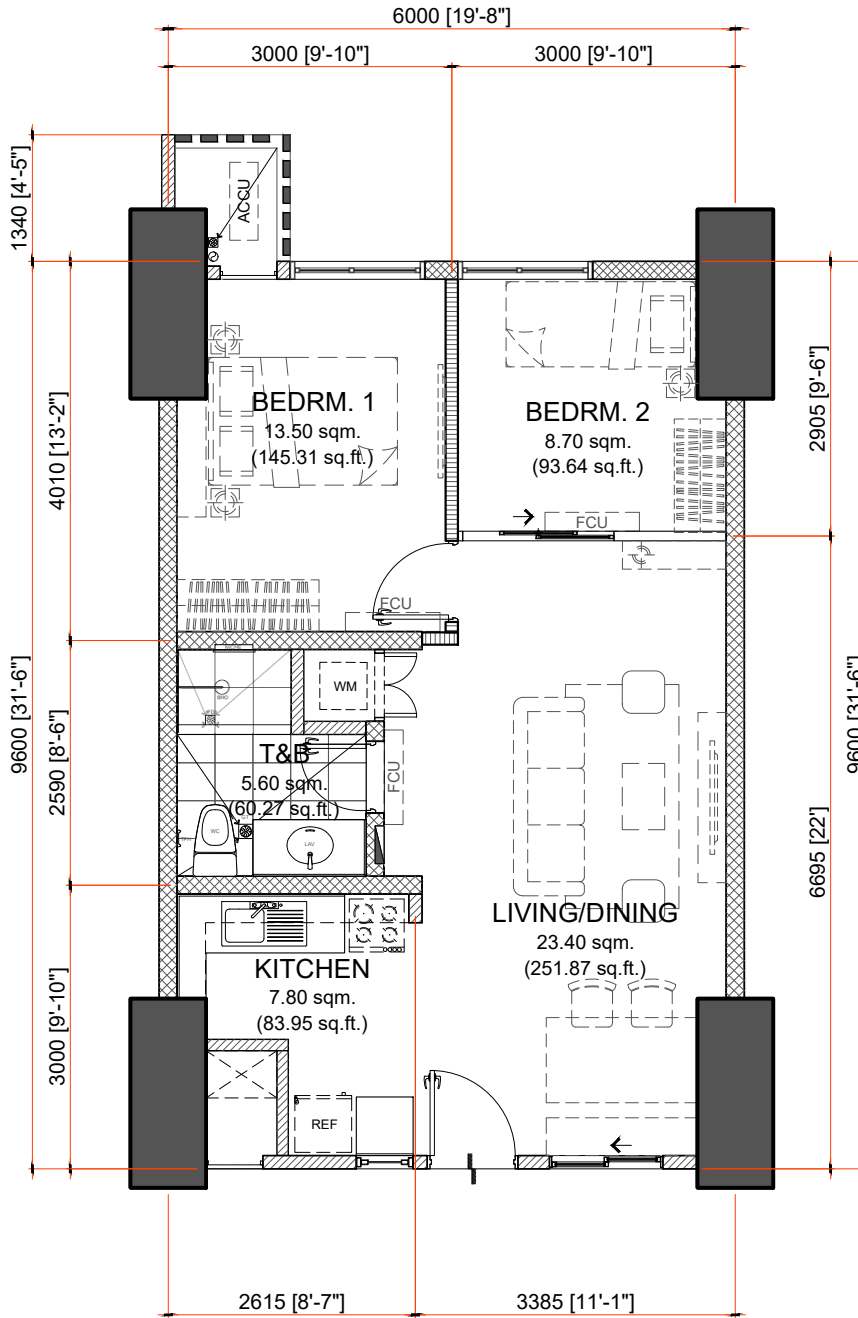 6000 [19'-8"]
3000 [9'-10"]
3000 [9'-10"]
1340 [4'-5"]
ACCU
BEDRM. 1
13.50 sqm.
(145.31 sq.ft.)
BEDRM. 2
8.70 sqm.
(93.64 sq.ft.)
4010 [13'-2"]
2905 [9'-6"]
FCU
FCU
NICHE
SHO
WM
9600 [31'-6"]
9600 [31'-6"]
2590 [8'-6"]
T&B
5.60 sqm.
(60.27 sq.ft.)
FCU
WC
LAV
6695 [22']
LIVING/DINING
23.40 sqm.
(251.87 sq.ft.)
KITCHEN
7.80 sqm.
(83.95 sq.ft.)
3000 [9'-10"]
REF
2615 [8'-7"]
3385 [11'-1"]